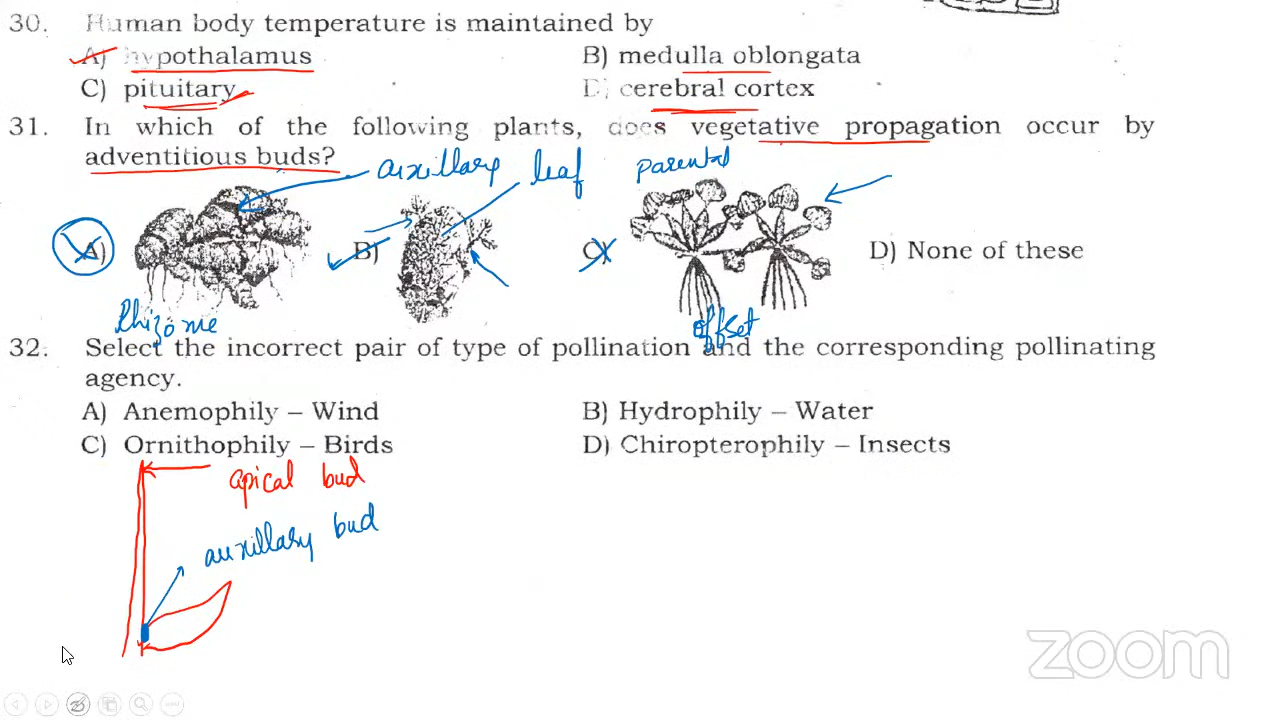 30. Human body temperature is maintained by
A) hypothalamus B) medulla oblongata
C) pituitary D) cerebral cortex
31. In which of the following plants, does vegetative propagation occur by
adventitious buds?
auxillary leaf parental
A) B) C) D) None of these
Rhizome offset
32. Select the incorrect pair of type of pollination and the corresponding pollinating
agency.
A) Anemophily – Wind B) Hydrophily – Water
C) Ornithophily – Birds D) Chiropterophily – Insects
apical bud
auxillary bud
zoom